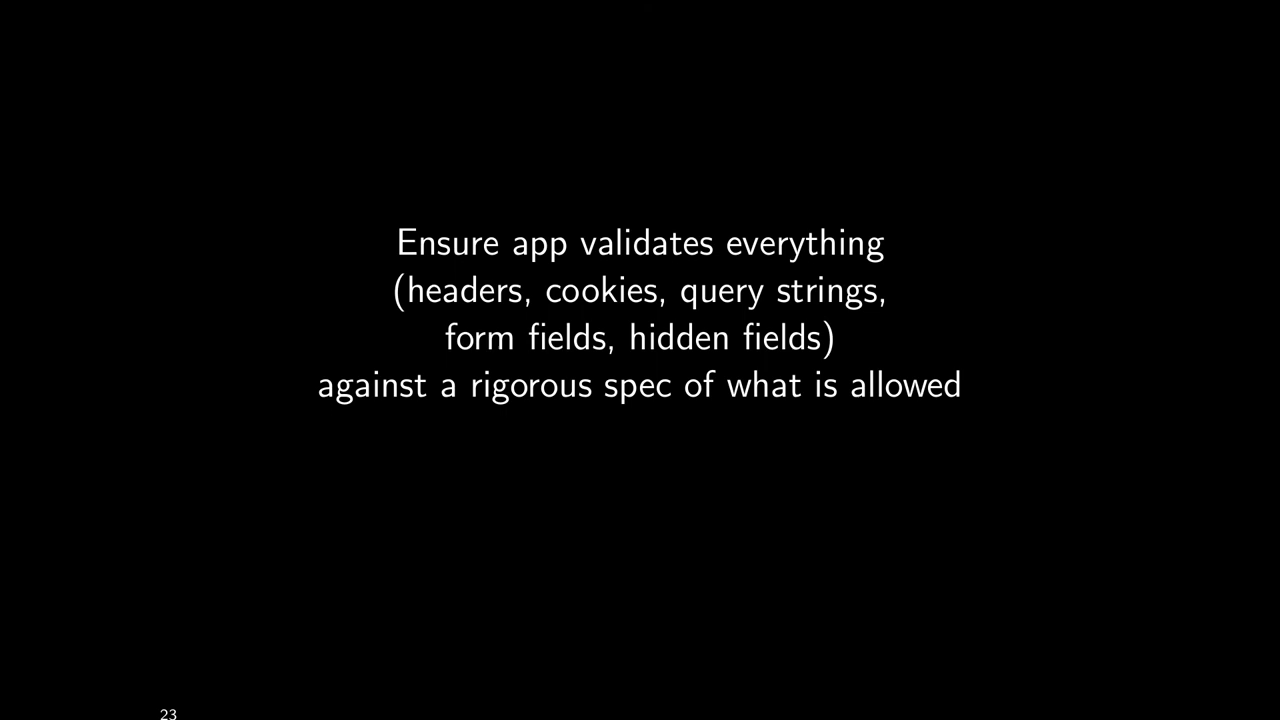 Ensure app validates everything
(headers, cookies, query strings,
form fields, hidden fields)
against a rigorous spec of what is allowed
23